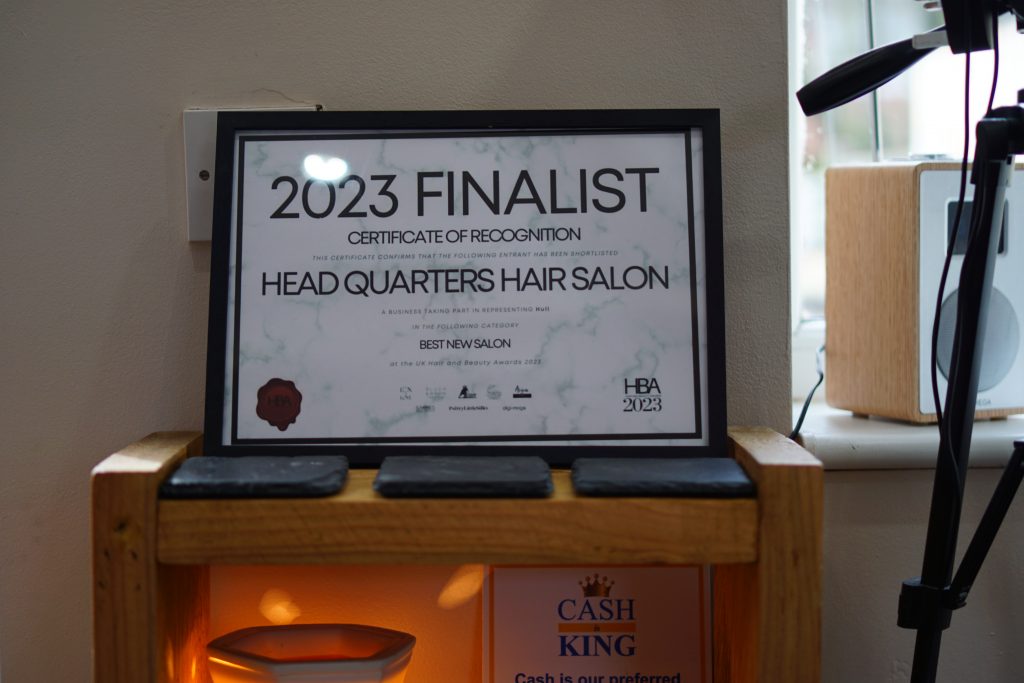 2023 FINALIST
CERTIFICATE OF RECOGNITION
THIS CERTIFICATE CONFIRMS THAT THE FOLLOWING ENTRANT HAS BEEN SHORTLISTED
HEAD QUARTERS HAIR SALON
A BUSINESS TAKING PART IN REPRESENTING Hull
IN THE FOLLOWING CATEGORY
BEST NEW SALON
at the UK Hair and Beauty Awards 2023
HBA
HBA
2023
CASH
is
KING
Cash is our preferred